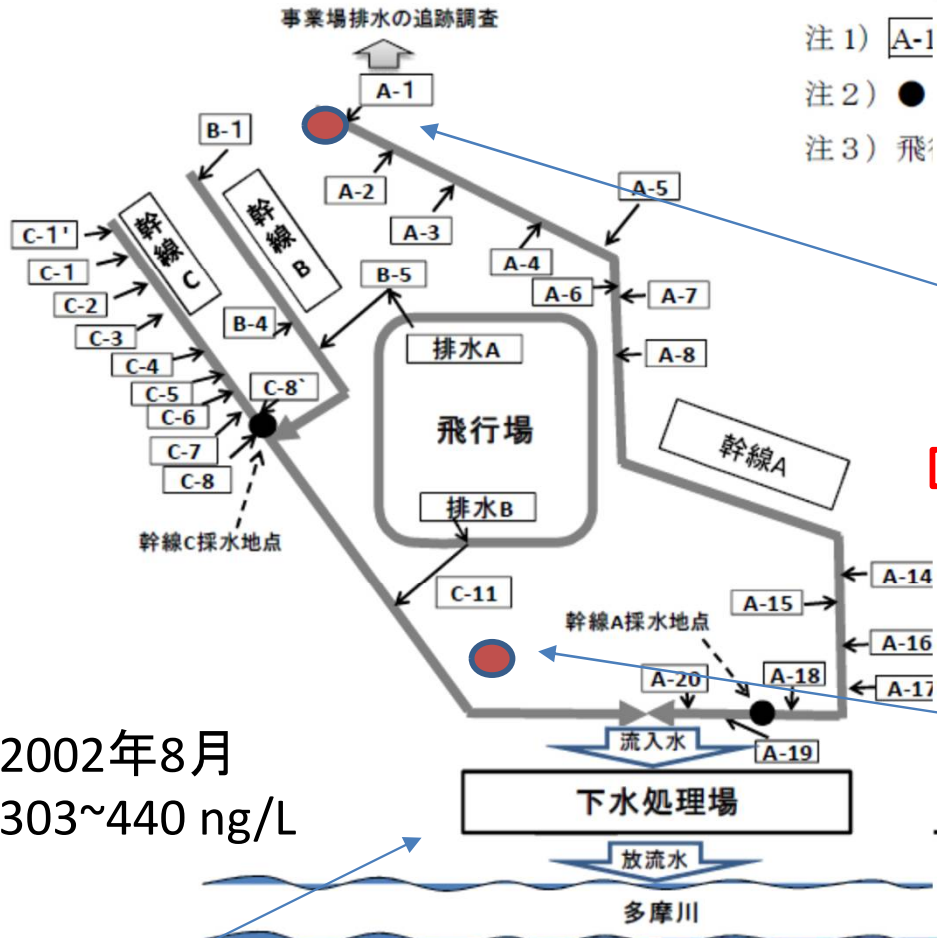 事業場排水の追跡調査
注1) A-1
注2) ●
注3) 飛行
A-1
B-1
A-2
A-5
A-3
幹線C
幹線B
C-1'
A-4
C-1
B-5
A-6
A-7
C-2
B-4
C-3
排水A
A-8
C-4
C-8`
C-5
C-6
飛行場
幹線A
C-7
C-8
排水B
幹線C採水地点
A-14
C-11
A-15
幹線A採水地点
A-16
A-20
A-18
A-17
2002年8月
流入水
A-19
303~440 ng/L
下水処理場
放流水
多摩川